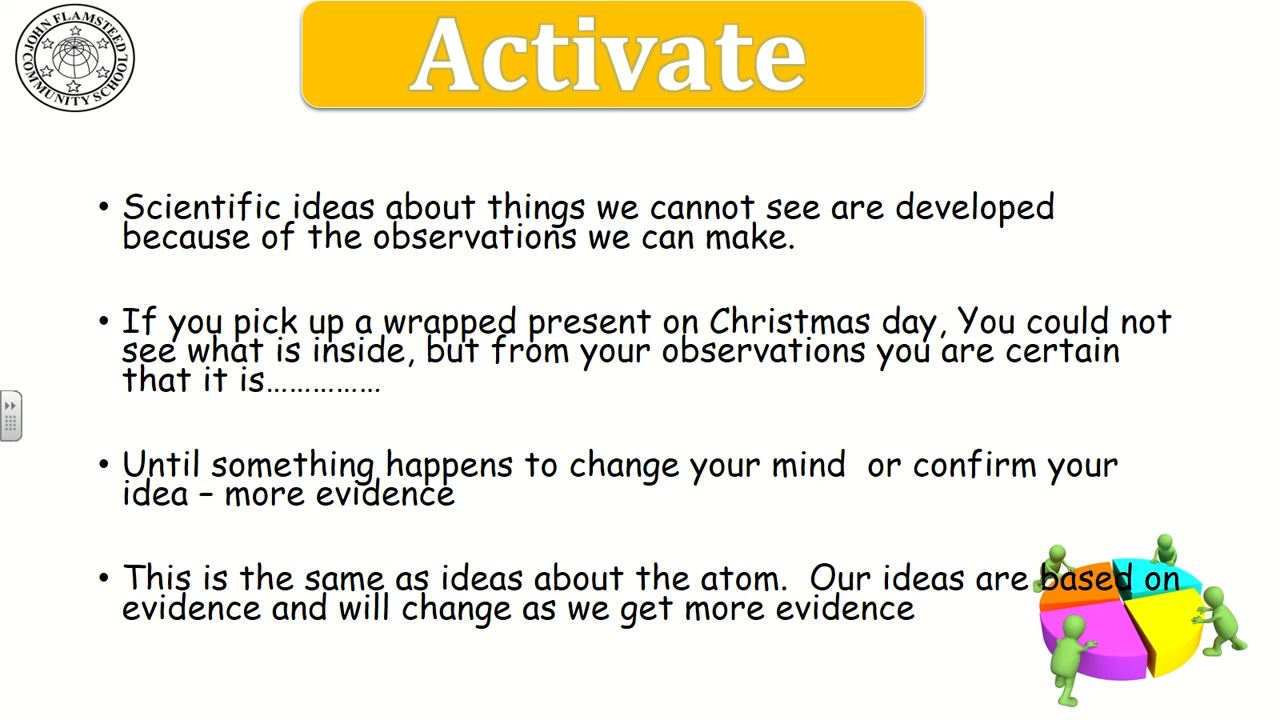 JOHN FLAMSTEED
COMMUNITY SCHOOL
Activate
• Scientific ideas about things we cannot see are developed
because of the observations we can make.
• If you pick up a wrapped present on Christmas day, You could not
see what is inside, but from your observations you are certain
that it is……………
• Until something happens to change your mind  or confirm your
idea – more evidence
• This is the same as ideas about the atom.  Our ideas are based on
evidence and will change as we get more evidence